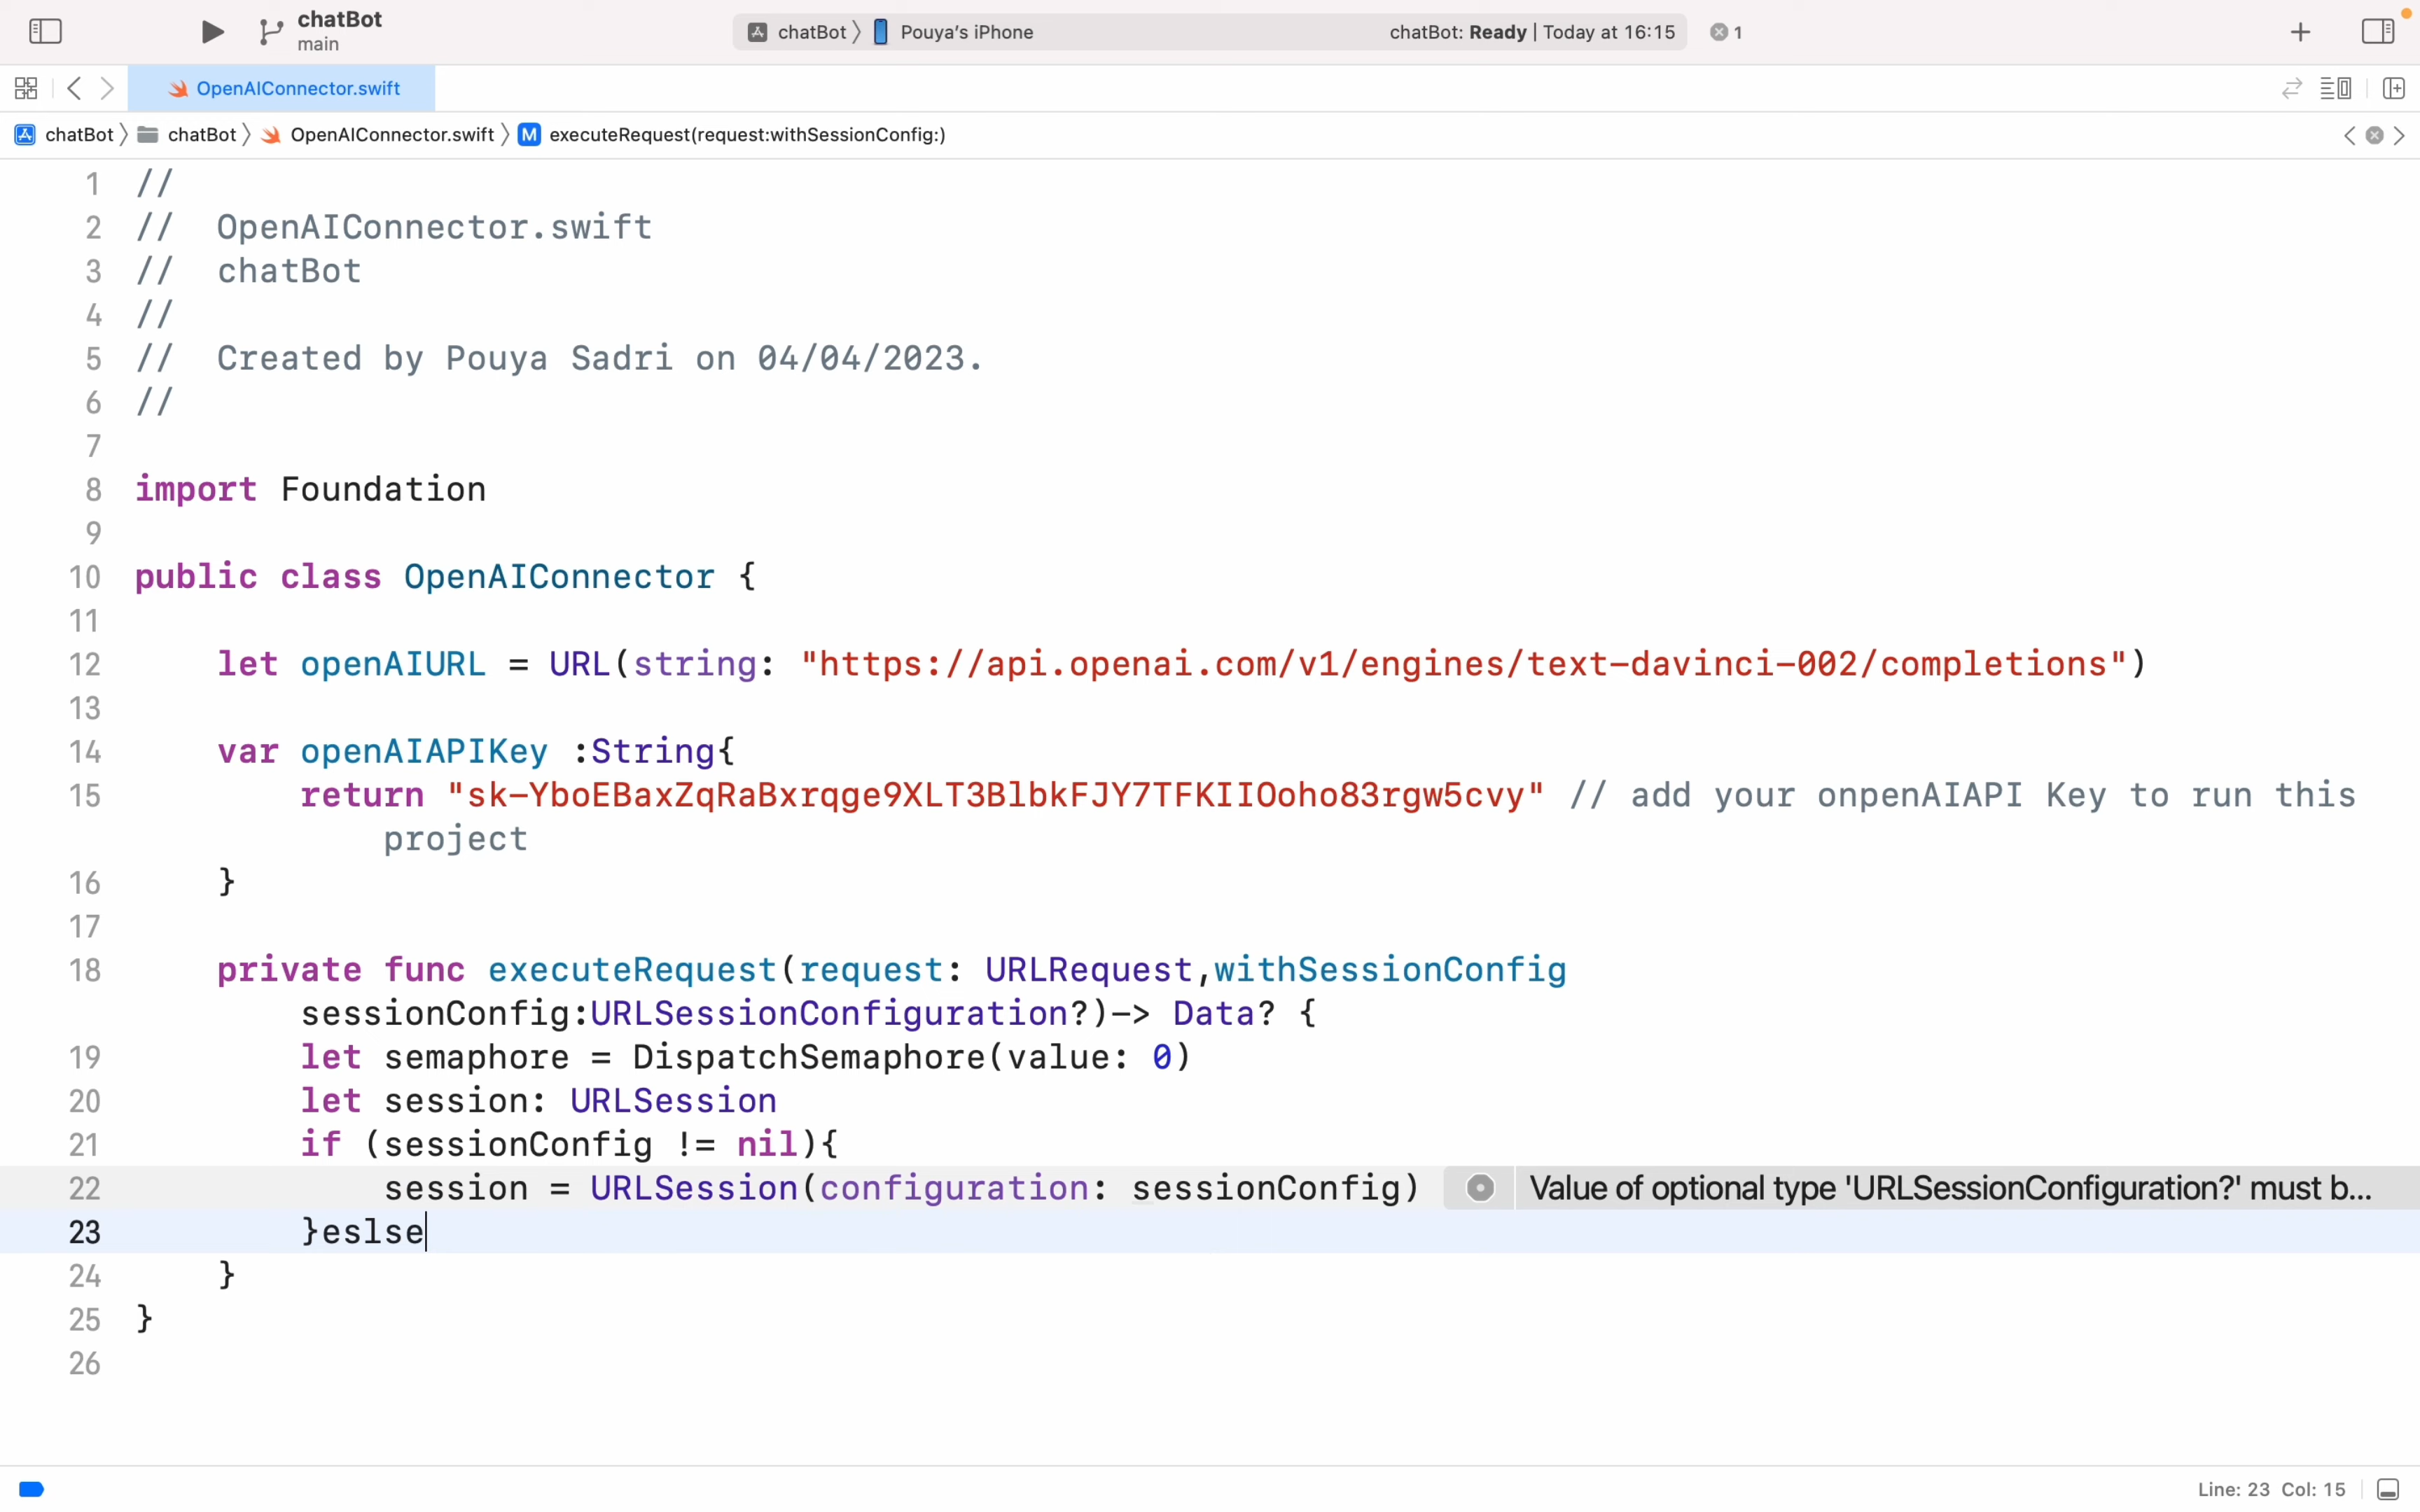 chatBot
main
chatBot 〉 Pouya's iPhone
chatBot: Ready | Today at 16:15
1
OpenAIConnector.swift
chatBot 〉 chatBot 〉 OpenAIConnector.swift 〉 M executeRequest(request:withSessionConfig:)
1 //
2 //  OpenAIConnector.swift
3 //  chatBot
4 //
5 //  Created by Pouya Sadri on 04/04/2023.
6 //
7
8 import Foundation
9
10 public class OpenAIConnector {
11
12     let openAIURL = URL(string: "https://api.openai.com/v1/engines/text-davinci-002/completions")
13
14     var openAIAPIKey :String{
15         return "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" // add your onpenAIAPI Key to run this
project
16     }
17
18     private func executeRequest(request: URLRequest,withSessionConfig
sessionConfig:URLSessionConfiguration?)-> Data? {
19         let semaphore = DispatchSemaphore(value: 0)
20         let session: URLSession
21         if (sessionConfig != nil){
22             session = URLSession(configuration: sessionConfig) Value of optional type 'URLSessionConfiguration?' must b...
23         }eslse
24     }
25 }
26
Line: 23 Col: 15